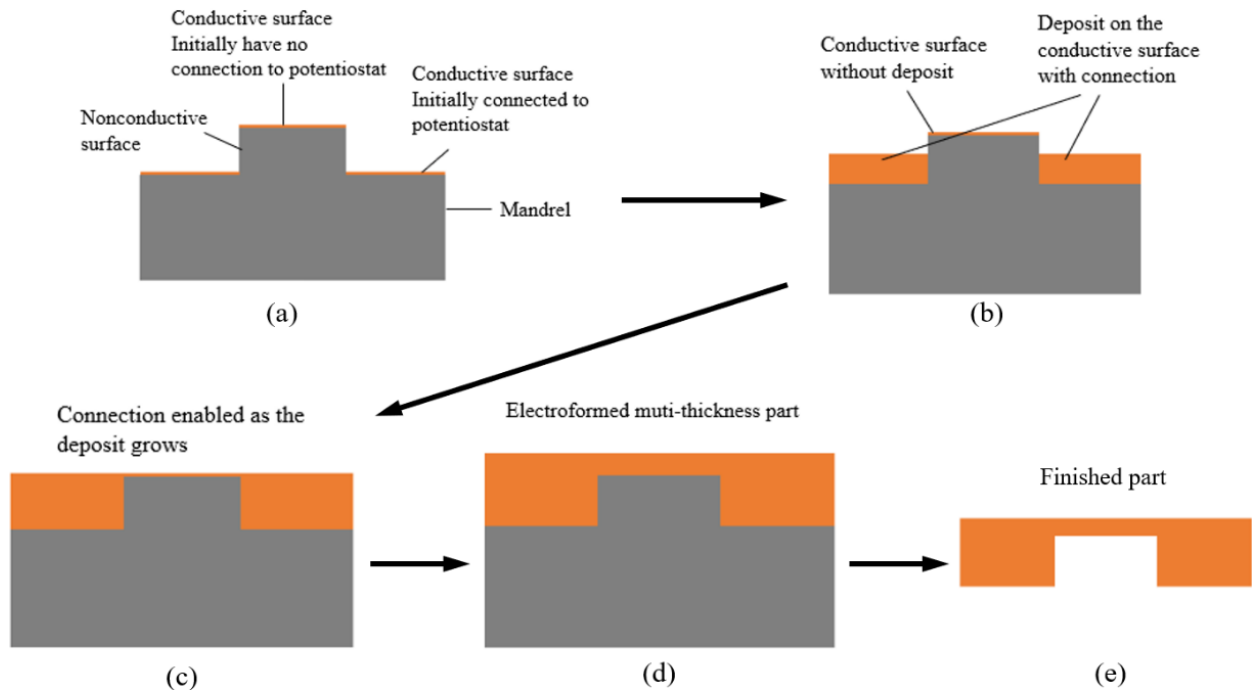 Conductive surface
Initially have no
connection to potentiostat
Conductive surface
Initially connected to
potentiostat
Nonconductive
surface
Mandrel
(a)
Conductive surface
without deposit
Deposit on the
conductive surface
with connection
(b)
Connection enabled as the
deposit grows
(c)
Electroformed muti-thickness part
(d)
Finished part
(e)